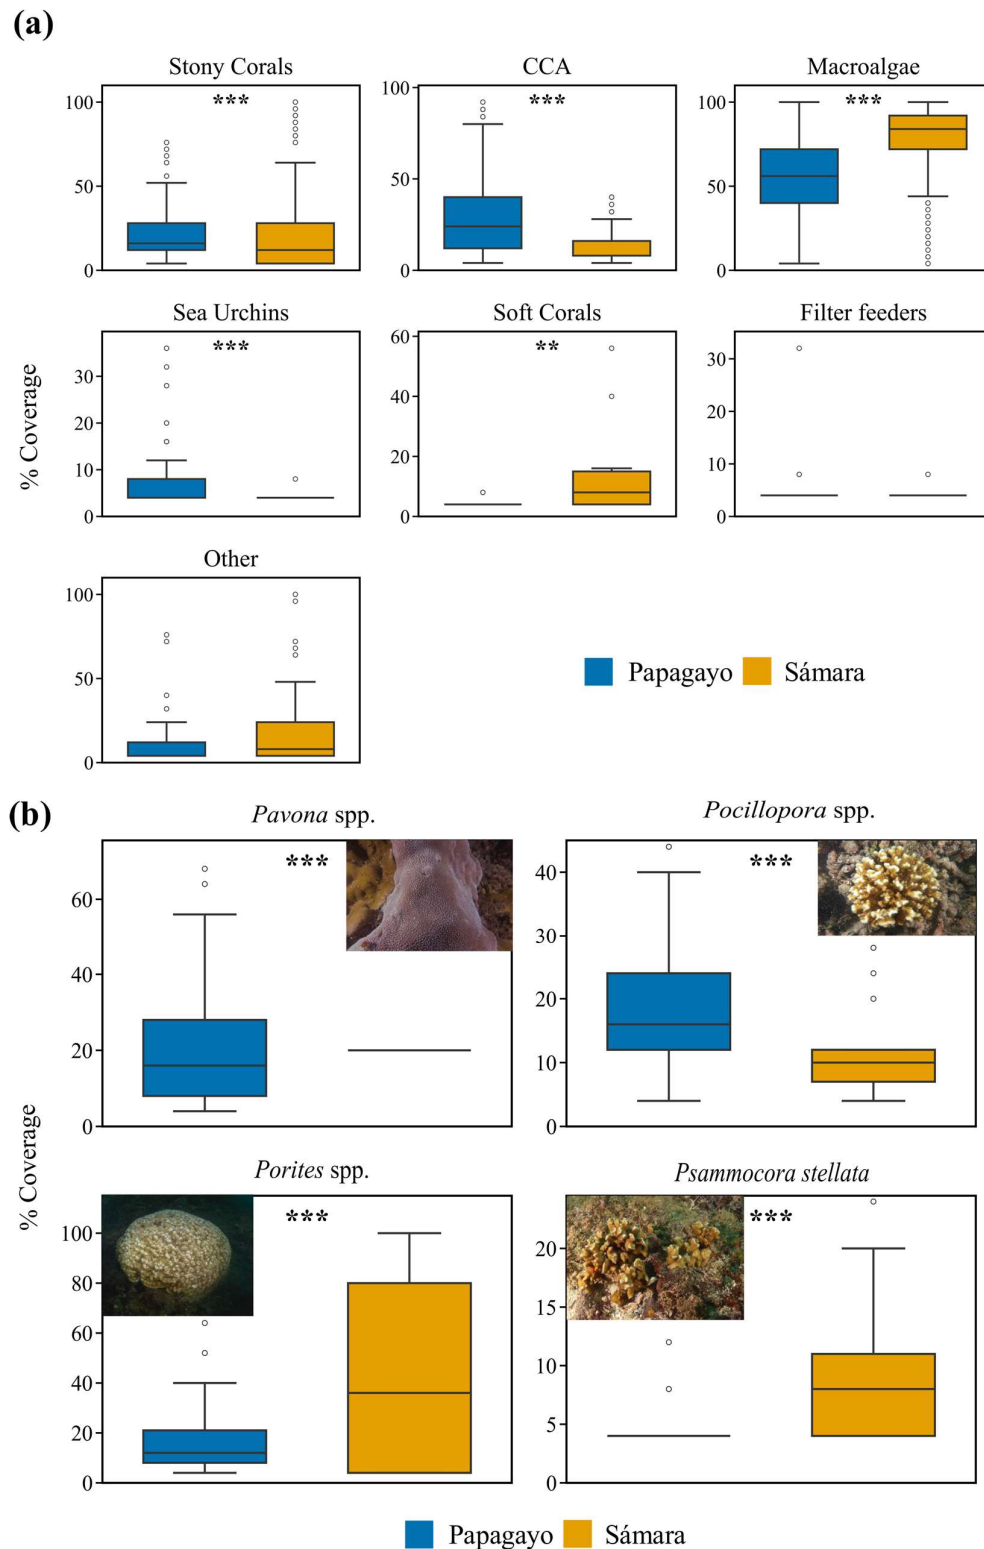 (a)
Stony Corals
CCA
Macroalgae
100
50
0
***
100
50
0
***
100
50
0
***
Sea Urchins
Soft Corals
Filter feeders
% Coverage
30
20
10
0
***
60
40
20
0
**
30
20
10
0
Other
100
50
0
Papagayo
Sámara
(b)
Pavona spp.
Pocillopora spp.
% Coverage
60
40
20
0
***
40
30
20
10
0
***
Porites spp.
Psammocora stellata
100
80
60
40
20
0
***
20
15
10
5
0
***
Papagayo
Sámara